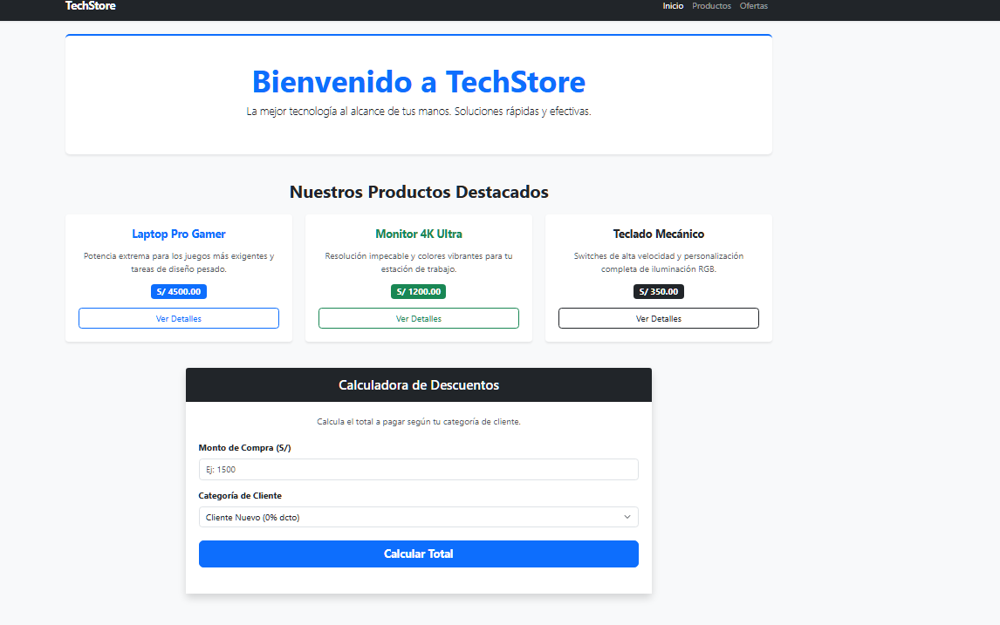 TechStore
Inicio Productos Ofertas
Bienvenido a TechStore
La mejor tecnología al alcance de tus manos. Soluciones rápidas y efectivas.
Nuestros Productos Destacados
Laptop Pro Gamer
Potencia extrema para los juegos más exigentes y
tareas de diseño pesado.
S/ 4500.00
Ver Detalles
Monitor 4K Ultra
Resolución impecable y colores vibrantes para tu
estación de trabajo.
S/ 1200.00
Ver Detalles
Teclado Mecánico
Switches de alta velocidad y personalización
completa de iluminación RGB.
S/ 350.00
Ver Detalles
Calculadora de Descuentos
Calcula el total a pagar según tu categoría de cliente.
Monto de Compra (S/)
Ej: 1500
Categoría de Cliente
Cliente Nuevo (0% dcto)
Calcular Total